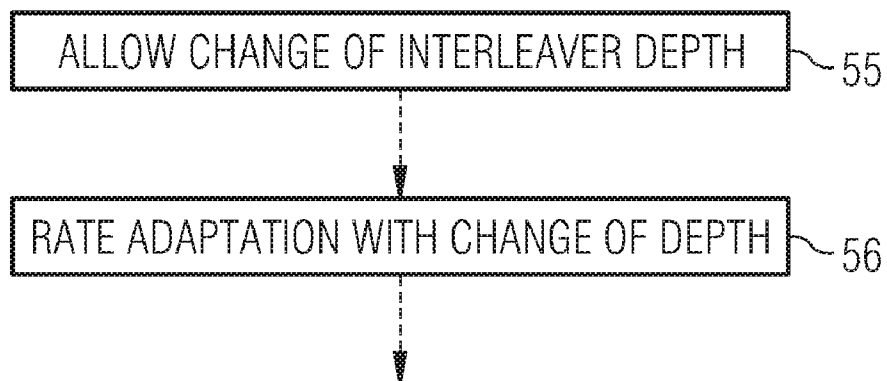 ALLOW CHANGE OF INTERLEAVER DEPTH
55
RATE ADAPTATION WITH CHANGE OF DEPTH
56